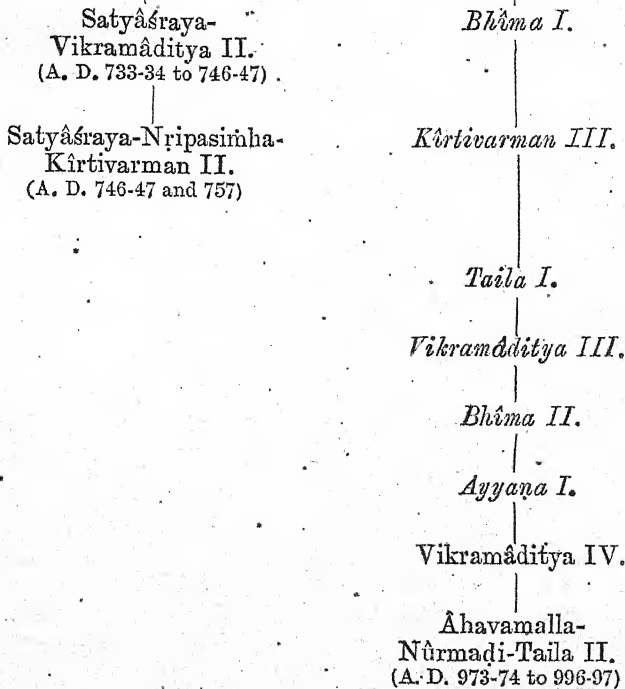 Satyâśraya-
Vikramâditya II.
(A. D. 733-34 to 746-47)
Satyâśraya-Nṛipasiṁha-
Kîrtivarman II.
(A. D. 746-47 and 757)
Bhîma I.
Kîrtivarman III.
Taila I.
Vikramâditya III.
Bhîma II.
Ayyaṇa I.
Vikramâditya IV.
Âhavamalla-
Nûrmaḍi-Taila II.
(A. D. 973-74 to 996-97)